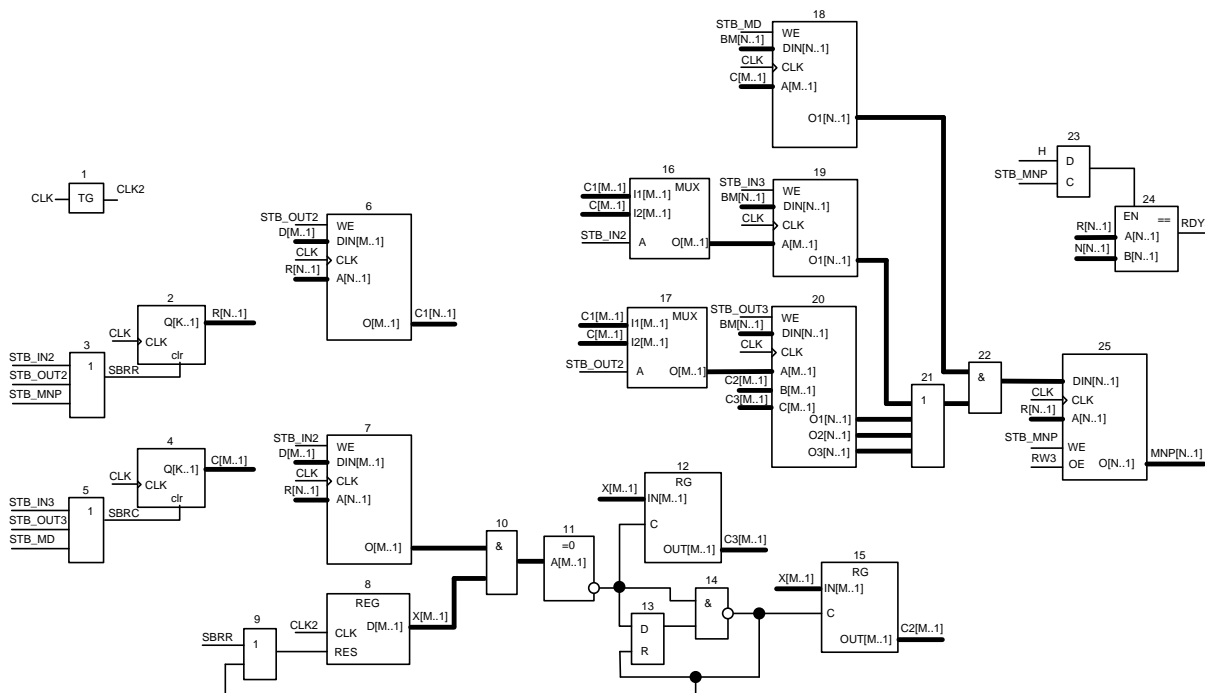 18
STB_MD
WE
BM[N..1]
DIN[N..1]
CLK
CLK
C[M..1]
A[M..1]
O1[N..1]
1
CLK
TG
CLK2
2
Q[K..1]
R[N..1]
CLK
CLK
clr
3
STB_IN2
STB_OUT2
STB_MNP
1
SBRR
4
Q[K..1]
C[M..1]
CLK
CLK
clr
5
STB_IN3
STB_OUT3
STB_MD
1
SBRC
6
STB_OUT2
WE
D[M..1]
DIN[M..1]
CLK
CLK
R[N..1]
A[N..1]
O[M..1]
C1[N..1]
7
STB_IN2
WE
D[M..1]
DIN[M..1]
CLK
CLK
R[N..1]
A[N..1]
O[M..1]
8
REG
CLK2
CLK
D[M..1]
X[M..1]
RES
9
SBRR
1
10
&
11
=0
A[M..1]
12
RG
X[M..1]
IN[M..1]
C
OUT[M..1]
C3[M..1]
13
D
R
14
&
15
RG
X[M..1]
IN[M..1]
C
OUT[M..1]
C2[M..1]
16
MUX
C1[M..1]
I1[M..1]
C[M..1]
I2[M..1]
STB_IN2
A
O[M..1]
17
MUX
C1[M..1]
I1[M..1]
C[M..1]
I2[M..1]
STB_OUT2
A
O[M..1]
19
STB_IN3
WE
BM[N..1]
DIN[N..1]
CLK
CLK
A[M..1]
O1[N..1]
20
STB_OUT3
WE
BM[N..1]
DIN[N..1]
CLK
CLK
A[M..1]
C2[M..1]
B[M..1]
C3[M..1]
C[M..1]
O1[N..1]
O2[N..1]
O3[N..1]
21
1
22
&
23
H
D
STB_MNP
C
24
EN
==
R[N..1]
A[N..1]
N[N..1]
B[N..1]
RDY
25
DIN[N..1]
CLK
CLK
R[N..1]
A[N..1]
STB_MNP
WE
RW3
OE
O[N..1]
MNP[N..1]